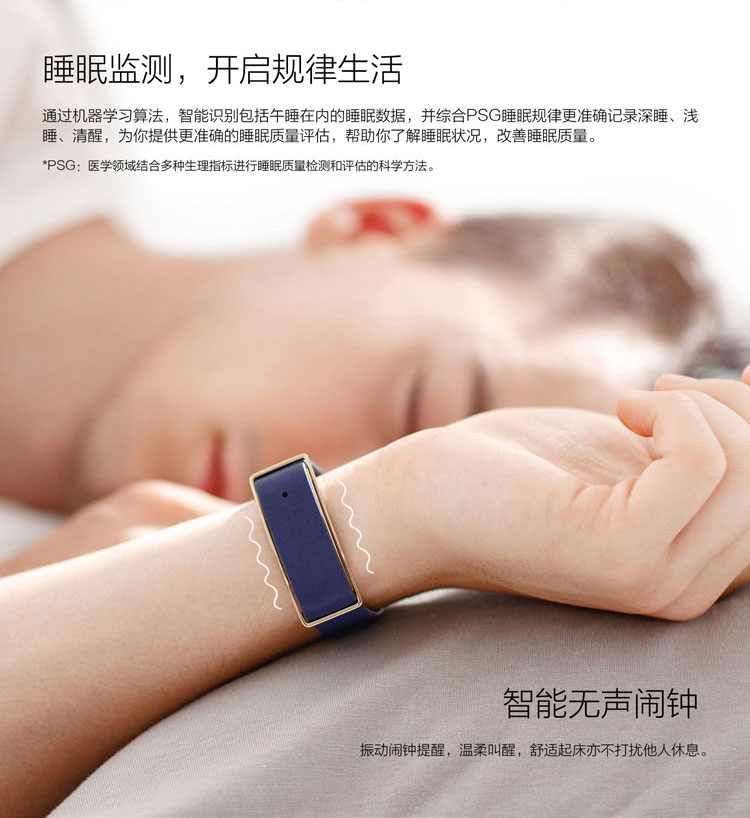 睡眠监测，开启规律生活
通过机器学习算法，智能识别包括午睡在内的睡眠数据，并综合PSG睡眠规律更准确记录深睡、浅
睡、清醒，为你提供更准确的睡眠质量评估，帮助你了解睡眠状况，改善睡眠质量。
*PSG：医学领域结合多种生理指标进行睡眠质量检测和评估的科学方法。
智能无声闹钟
振动闹钟提醒，温柔叫醒，舒适起床亦不打扰他人休息。